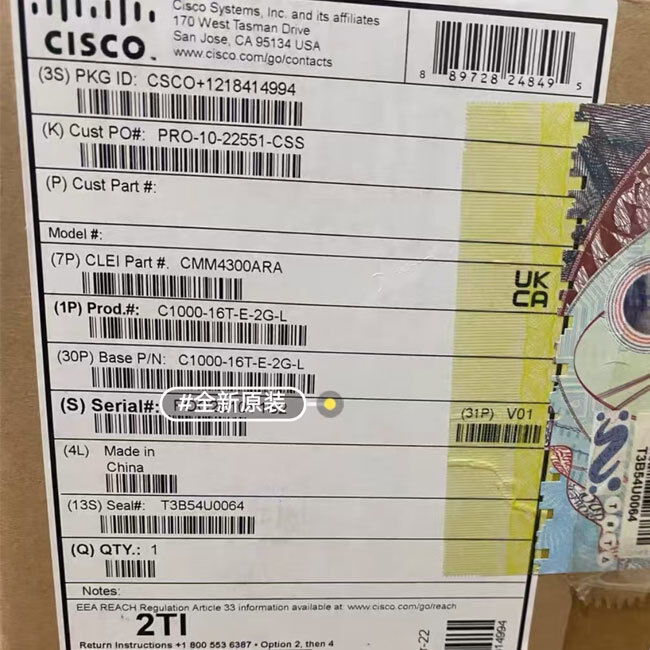 CISCO
Cisco Systems, Inc. and its affiliates
170 West Tasman Drive
San Jose, CA 95134 USA
www.cisco.com/go/contacts
8 89728 24849 5
(3S) PKG ID: CSCO+1218414994
(K) Cust PO#: PRO-10-22551-CSS
(P) Cust Part #:
Model #:
(7P) CLEI Part #. CMM4300ARA
UK
CA
(1P) Prod.#: C1000-16T-E-2G-L
(30P) Base P/N: C1000-16T-E-2G-L
(S) Serial#:
#全新原装
(31P) V01
(4L) Made in
China
(13S) Seal#: T3B54U0064
T3B54U0064
(Q) QTY.: 1
Notes:
EEA REACH Regulation Article 33 information available at: www.cisco.com/go/reach
2TI
Return Instructions +1 800 553 6387 • Option 2, then 4
-22
14994